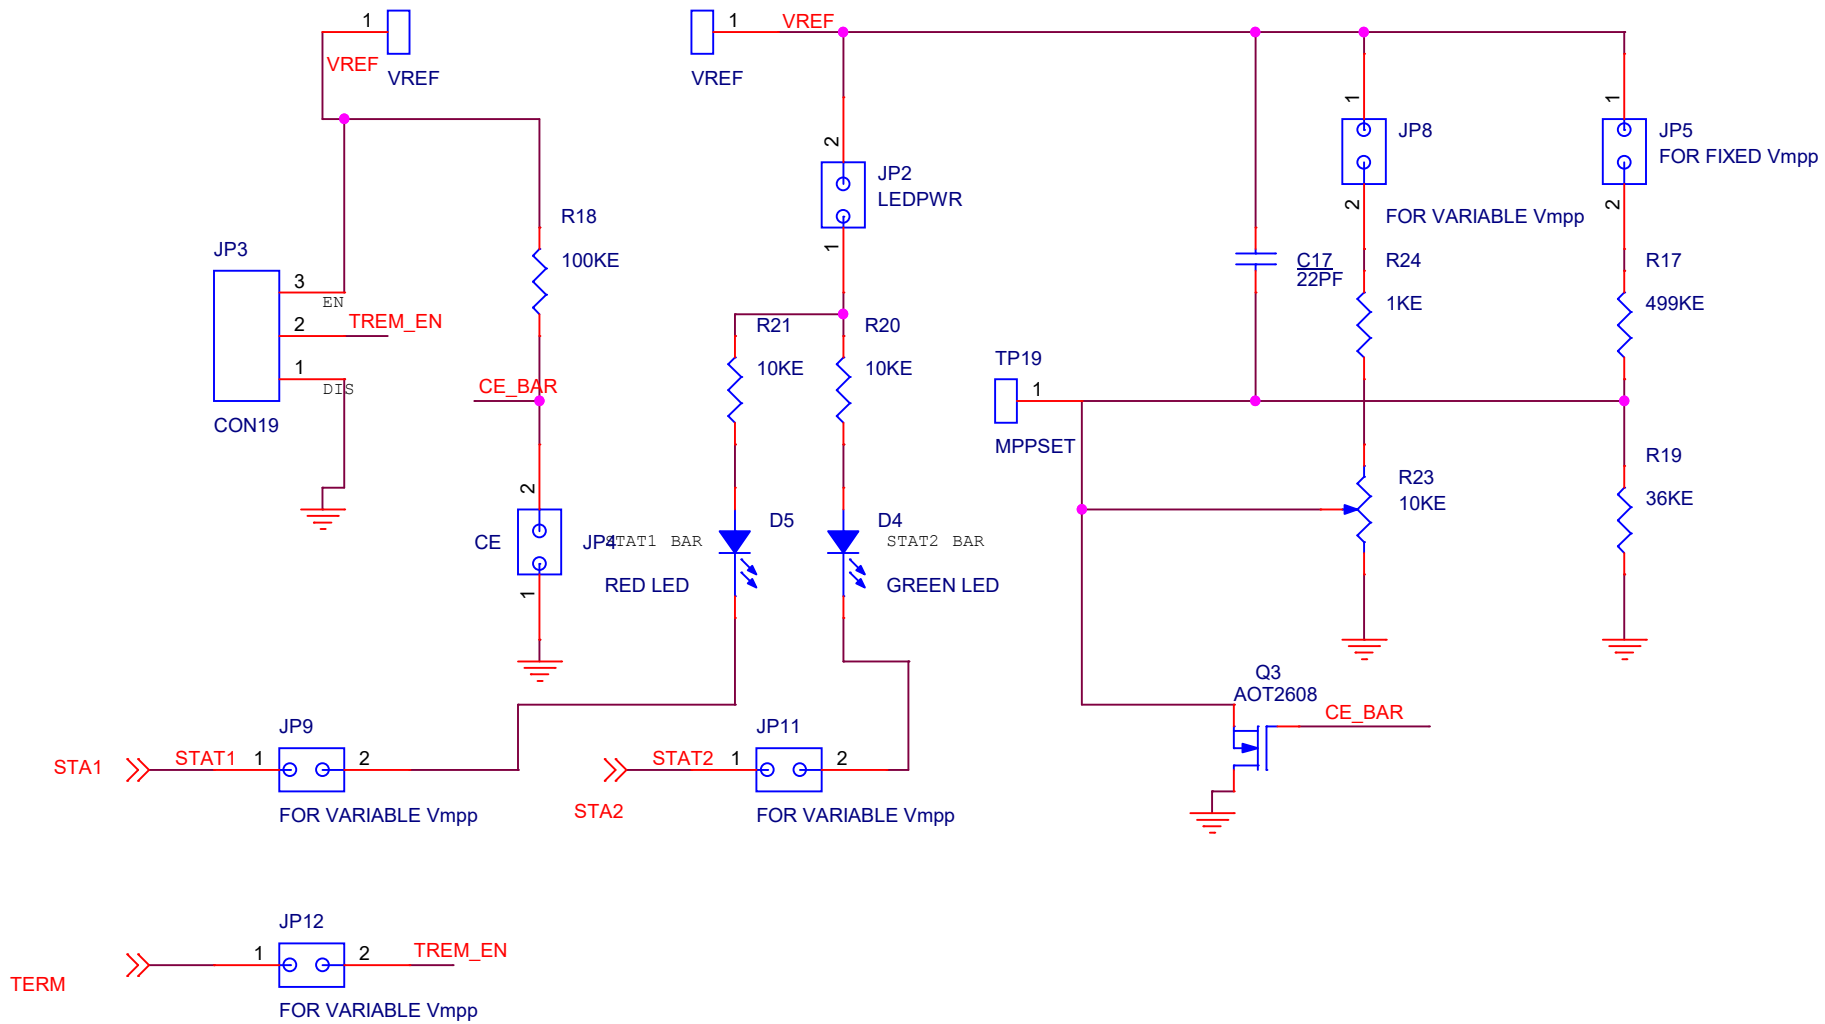 1
VREF
VREF
1
VREF
VREF
1
JP8
1
JP5
FOR FIXED Vmpp
2
JP2
LEDPWR
1
2
FOR VARIABLE Vmpp
2
R18
100KE
JP3
3
EN
2
TREM_EN
1
DIS
CON19
C17
22PF
R24
1KE
R17
499KE
R21
10KE
R20
10KE
TP19
1
MPPSET
CE_BAR
R23
10KE
R19
36KE
2
CE
JP4
1
D5
STAT1 BAR
RED LED
D4
STAT2 BAR
GREEN LED
Q3
AOT2608
CE_BAR
JP9
STA1
STAT1
1
2
FOR VARIABLE Vmpp
JP11
STAT2
1
2
STA2
FOR VARIABLE Vmpp
JP12
1
2
TREM_EN
TERM
FOR VARIABLE Vmpp